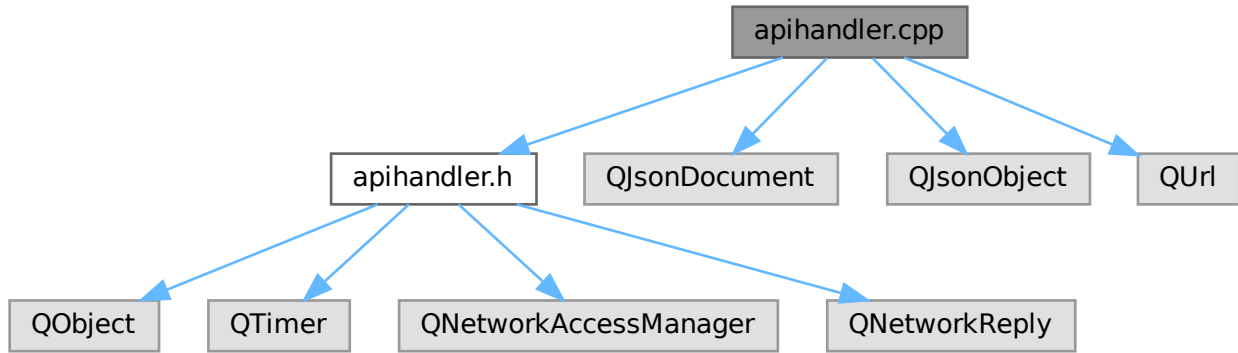 apihandler.cpp
apihandler.h
QJsonDocument
QJsonObject
QUrl
QObject
QTimer
QNetworkAccessManager
QNetworkReply